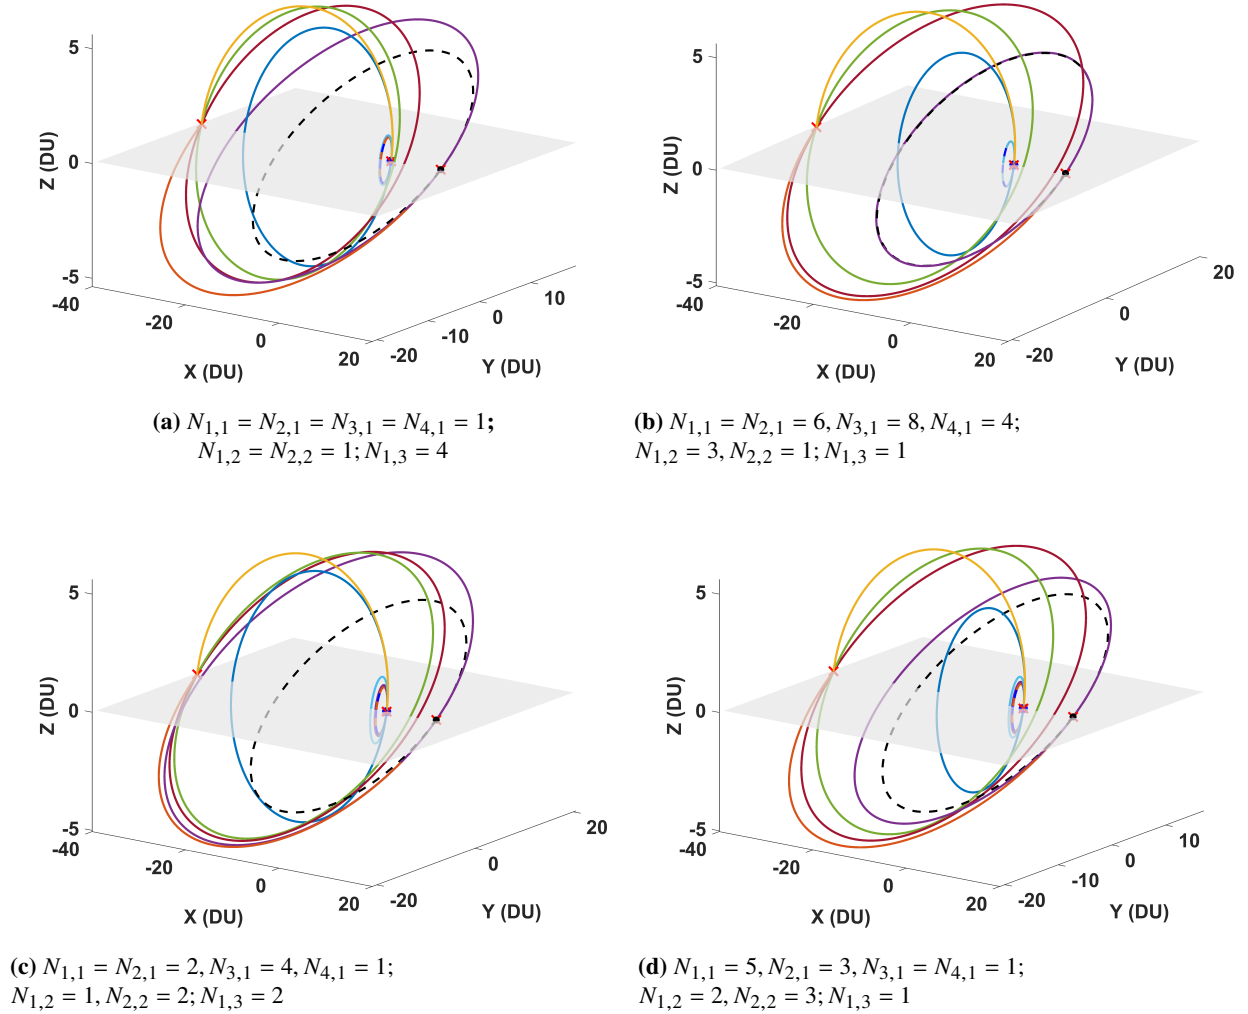 5
0
-5
-40
-20
0
20
-20
-10
0
10
Z (DU)
X (DU)
Y (DU)
(a) N1,1 = N2,1 = N3,1 = N4,1 = 1;
N1,2 = N2,2 = 1; N1,3 = 4
5
0
-5
-40
-20
0
20
-20
0
20
Z (DU)
X (DU)
Y (DU)
(b) N1,1 = N2,1 = 6, N3,1 = 8, N4,1 = 4;
N1,2 = 3, N2,2 = 1; N1,3 = 1
5
0
-5
-40
-20
0
20
-20
0
20
Z (DU)
X (DU)
Y (DU)
(c) N1,1 = N2,1 = 2, N3,1 = 4, N4,1 = 1;
N1,2 = 1, N2,2 = 2; N1,3 = 2
5
0
-5
-40
-20
0
20
-20
-10
0
10
Z (DU)
X (DU)
Y (DU)
(d) N1,1 = 5, N2,1 = 3, N3,1 = N4,1 = 1;
N1,2 = 2, N2,2 = 3; N1,3 = 1